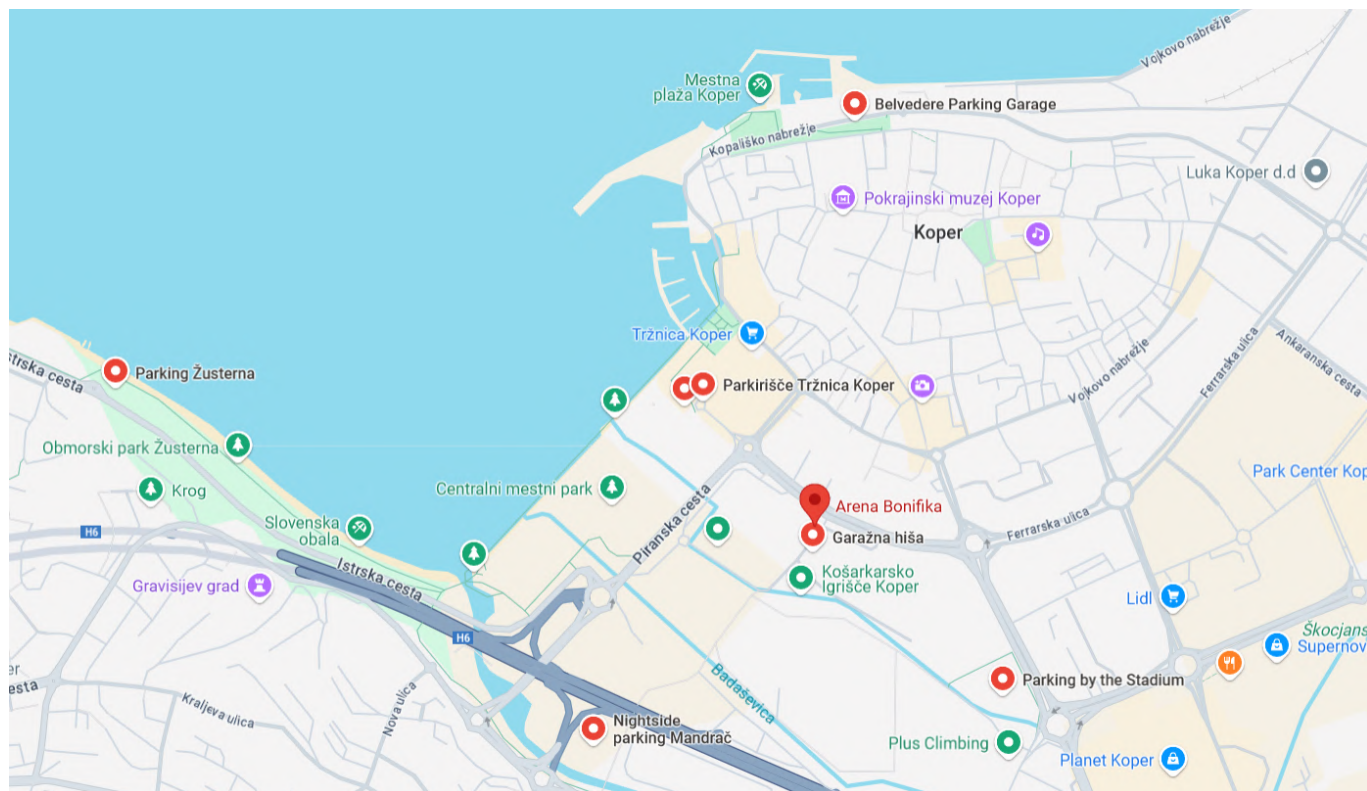 Vojkovo nabrežje
Mestna
plaža Koper
Belvedere Parking Garage
Kopališko nabrežje
Luka Koper d.d
Pokrajinski muzej Koper
Koper
Tržnica Koper
Ankaranska cesta
Ferrarska ulica
Vojkovo nabrežje
Istrska cesta
Parking Žusterna
Parkirišče Tržnica Koper
Obmorski park Žusterna
Krog
Centralni mestni park
Piranska cesta
Park Center Kop
Arena Bonifika
Garažna hiša
Ferrarska ulica
Slovenska
obala
H6
Istrska cesta
Gravisijev grad
Košarkarsko
Igrišče Koper
Lidl
H6
Škocjans
Supernov
Badaševica
Parking by the Stadium
er
esta
Kraljeva ulica
Nova ulica
Nightside
parking Mandrač
Plus Climbing
Planet Koper